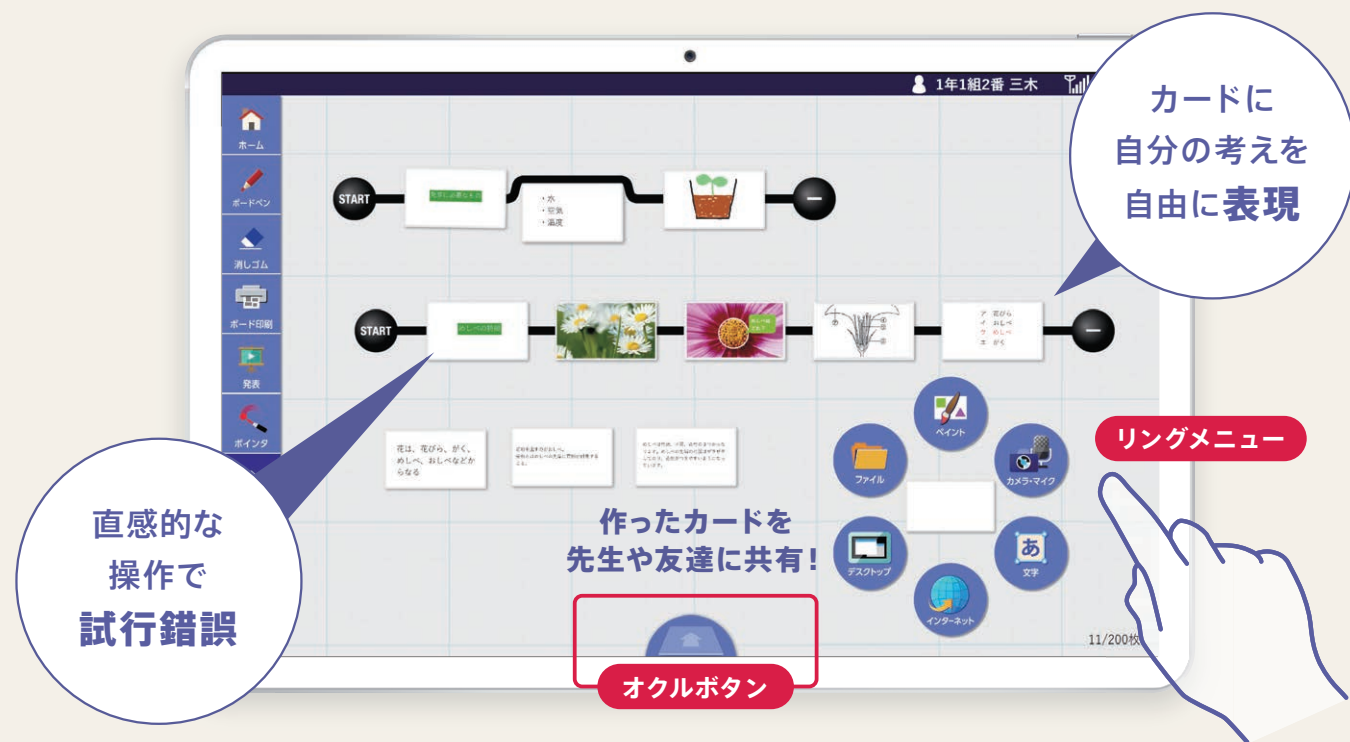 1年1組2番 三木
カードに
自分の考えを
自由に表現
ホーム
ボードペン
消しゴム
ボード印刷
発表
ポインタ
START
・水
・空気
・温度
START
めしべの観察
ア 花びら
イ おしべ
ウ めしべ
エ がく
花は、花びら、がく、
めしべ、おしべなどか
らなる
直感的な
操作で
試行錯誤
作ったカードを
先生や友達に共有!
オクルボタン
リングメニュー
ペイント
カメラ・マイク
文字
あ
インターネット
デスクトップ
ファイル
11/200枚